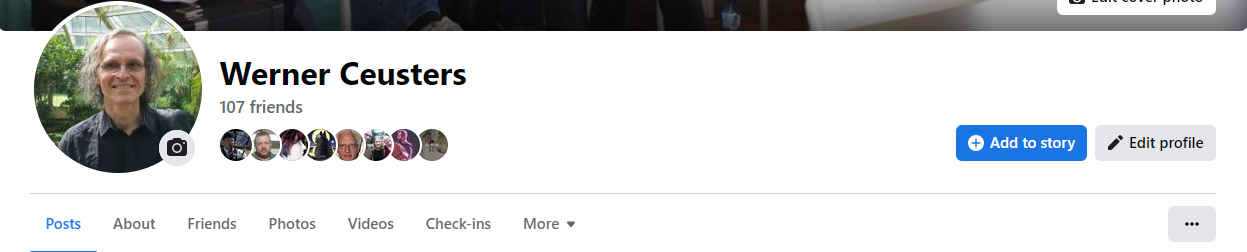 Edit cover photo
Werner Ceusters
107 friends
Add to story
Edit profile
Posts
About
Friends
Photos
Videos
Check-ins
More